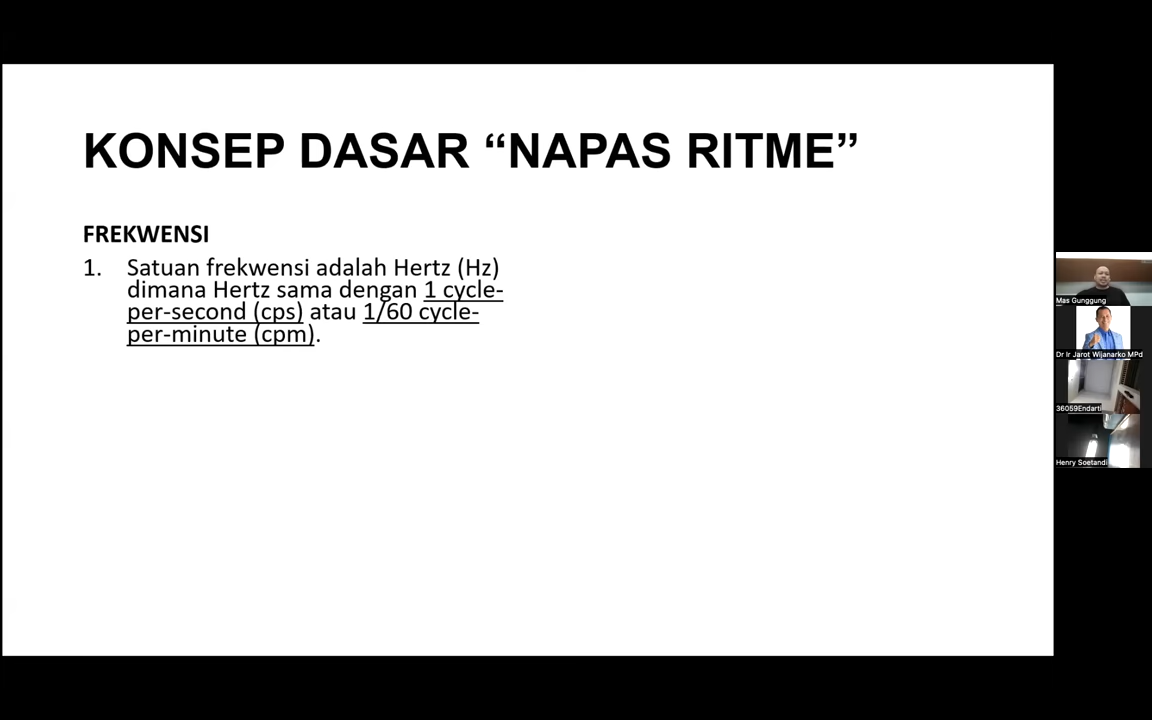 KONSEP DASAR “NAPAS RITME”
FREKWENSI
1. Satuan frekwensi adalah Hertz (Hz)
dimana Hertz sama dengan 1 cycle-
per-second (cps) atau 1/60 cycle-
per-minute (cpm).
Mas Gunggung
Dr Ir Jarot Wijanarko MPd
36059Endarti
Henry Soetandi